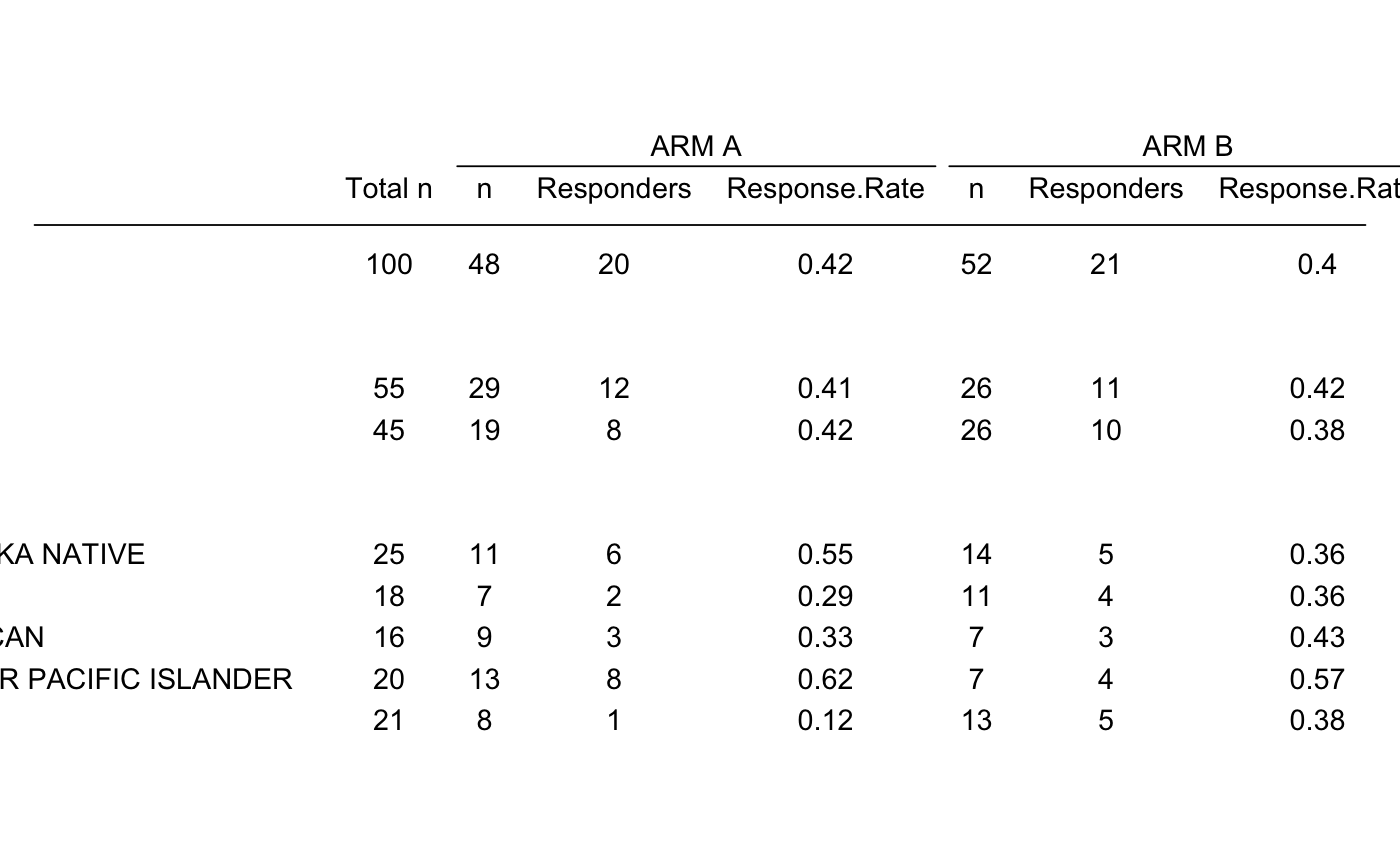 ARM A ARM B
Total n n Responders Response.Rate n Responders Response.Rat
100 48 20 0.42 52 21 0.4
55 29 12 0.41 26 11 0.42
45 19 8 0.42 26 10 0.38
KA NATIVE 25 11 6 0.55 14 5 0.36
18 7 2 0.29 11 4 0.36
CAN 16 9 3 0.33 7 3 0.43
R PACIFIC ISLANDER 20 13 8 0.62 7 4 0.57
21 8 1 0.12 13 5 0.38